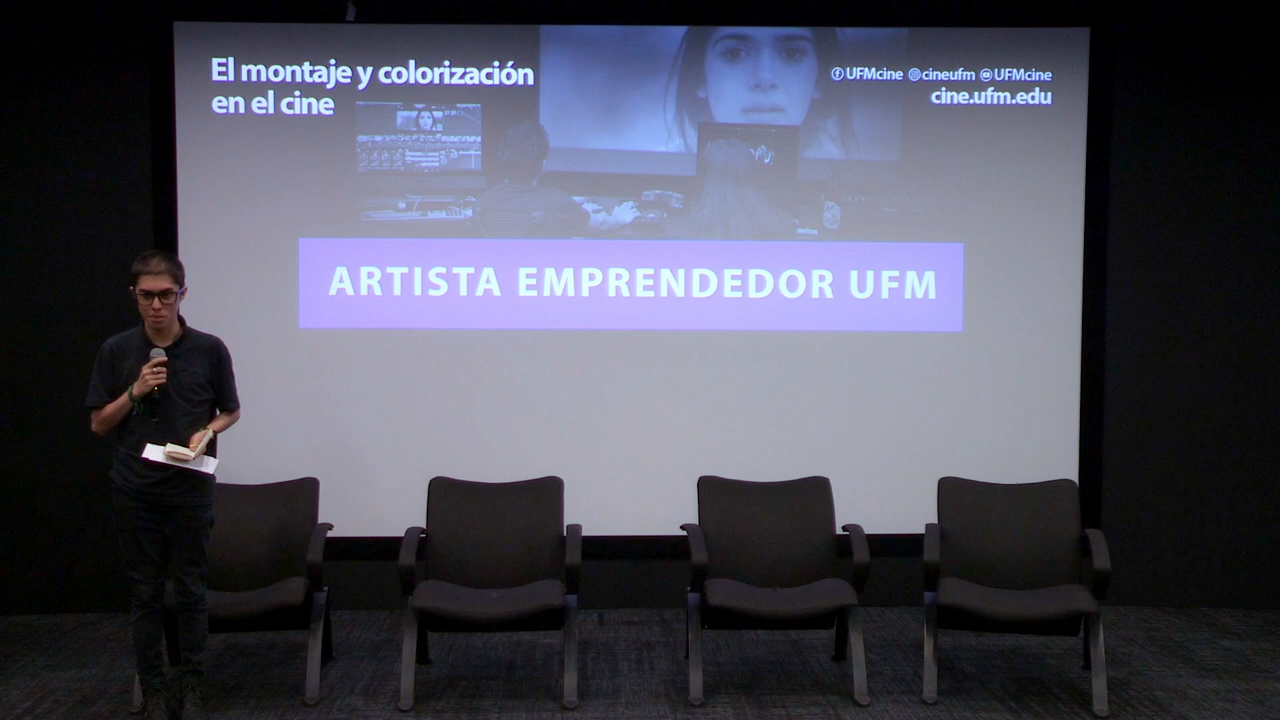 El montaje y colorización
en el cine
UFMcine @cineufm UFMcine
cine.ufm.edu
ARTISTA EMPRENDEDOR UFM